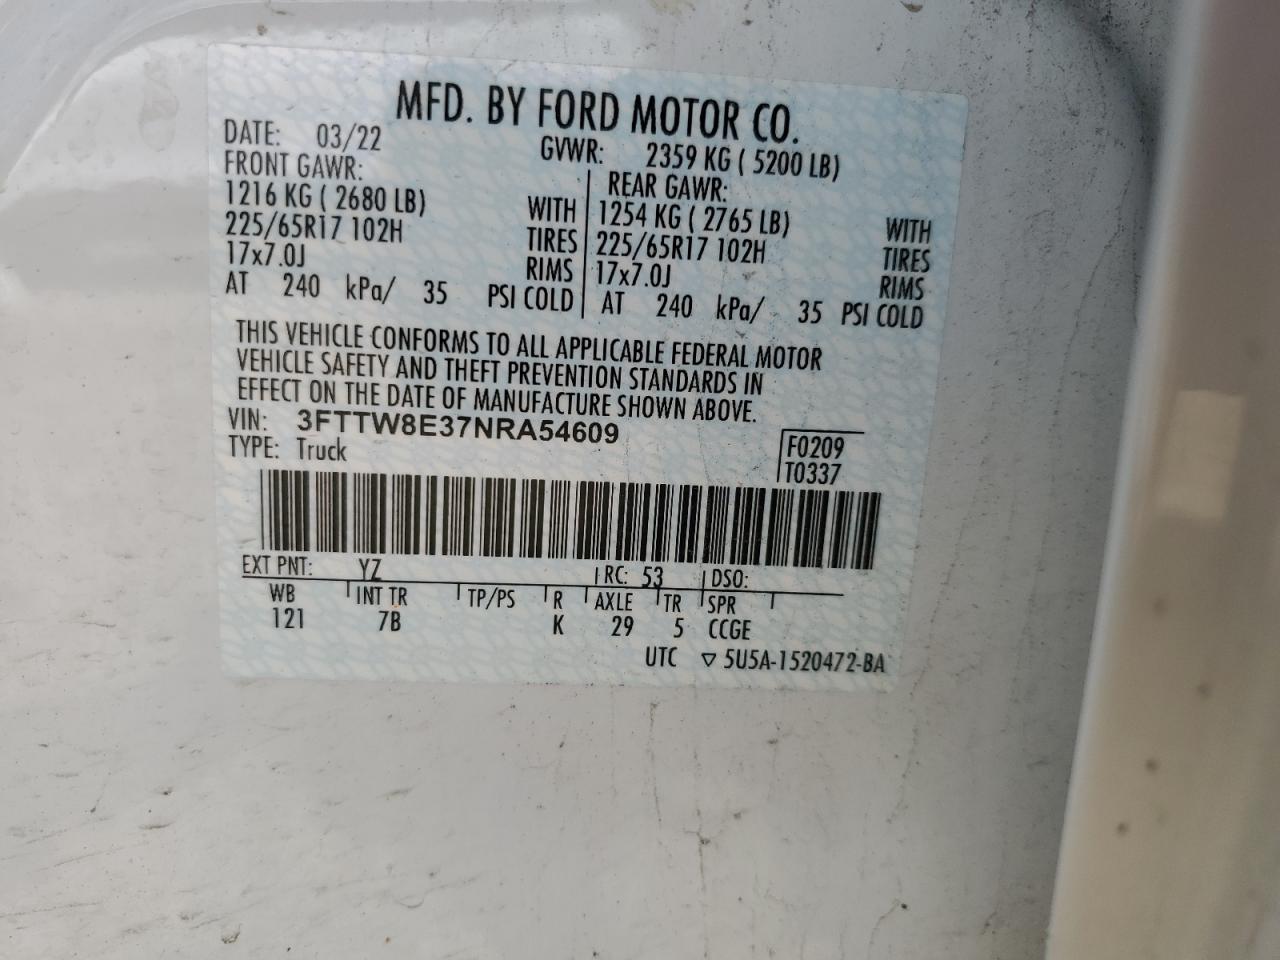 MFD. BY FORD MOTOR CO.
DATE: 03/22 GVWR: 2359 KG ( 5200 LB)
FRONT GAWR: REAR GAWR:
1216 KG ( 2680 LB) WITH 1254 KG ( 2765 LB) WITH
225/65R17 102H TIRES 225/65R17 102H TIRES
17x7.0J RIMS 17x7.0J RIMS
AT 240 kPa/ 35 PSI COLD AT 240 kPa/ 35 PSI COLD
THIS VEHICLE CONFORMS TO ALL APPLICABLE FEDERAL MOTOR
VEHICLE SAFETY AND THEFT PREVENTION STANDARDS IN
EFFECT ON THE DATE OF MANUFACTURE SHOWN ABOVE.
VIN: 3FTTW8E37NRA54609
TYPE: Truck
F0209
T0337
EXT PNT: YZ RC: 53 DSO:
WB INT TR TP/PS R AXLE TR SPR
121 7B K 29 5 CCGE
UTC ▽ 5U5A-1520472-BA